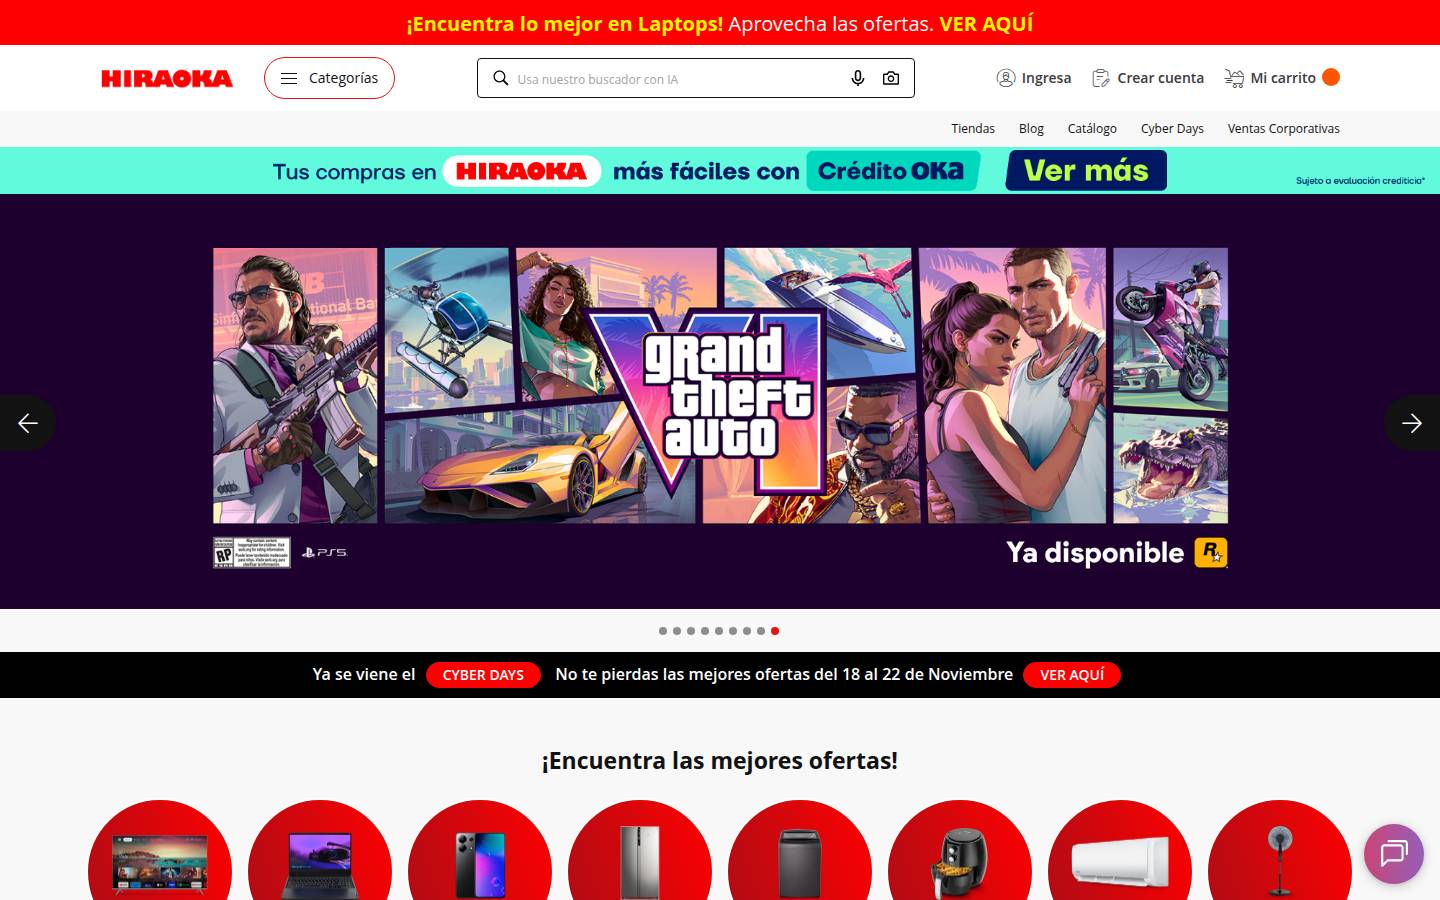 ¡Encuentra lo mejor en Laptops! Aprovecha las ofertas. VER AQUÍ
HIRAOKA
Categorías
Usa nuestro buscador con IA
Ingresa
Crear cuenta
Mi carrito
Tiendas
Blog
Catálogo
Cyber Days
Ventas Corporativas
Tus compras en HIRAOKA más fáciles con Crédito OKa
Ver más
Sujeto a evaluación crediticia*
VI
grand
theft
auto
RP
PS5
Ya disponible
R
Ya se viene el CYBER DAYS No te pierdas las mejores ofertas del 18 al 22 de Noviembre VER AQUÍ
¡Encuentra las mejores ofertas!